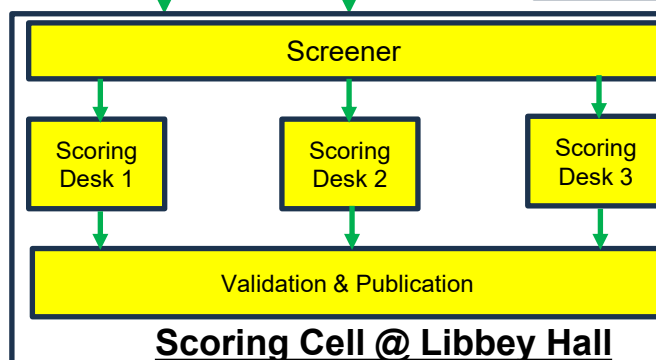 Screener
Scoring
Desk 1
Scoring
Desk 2
Scoring
Desk 3
Validation & Publication
Scoring Cell @ Libbey Hall